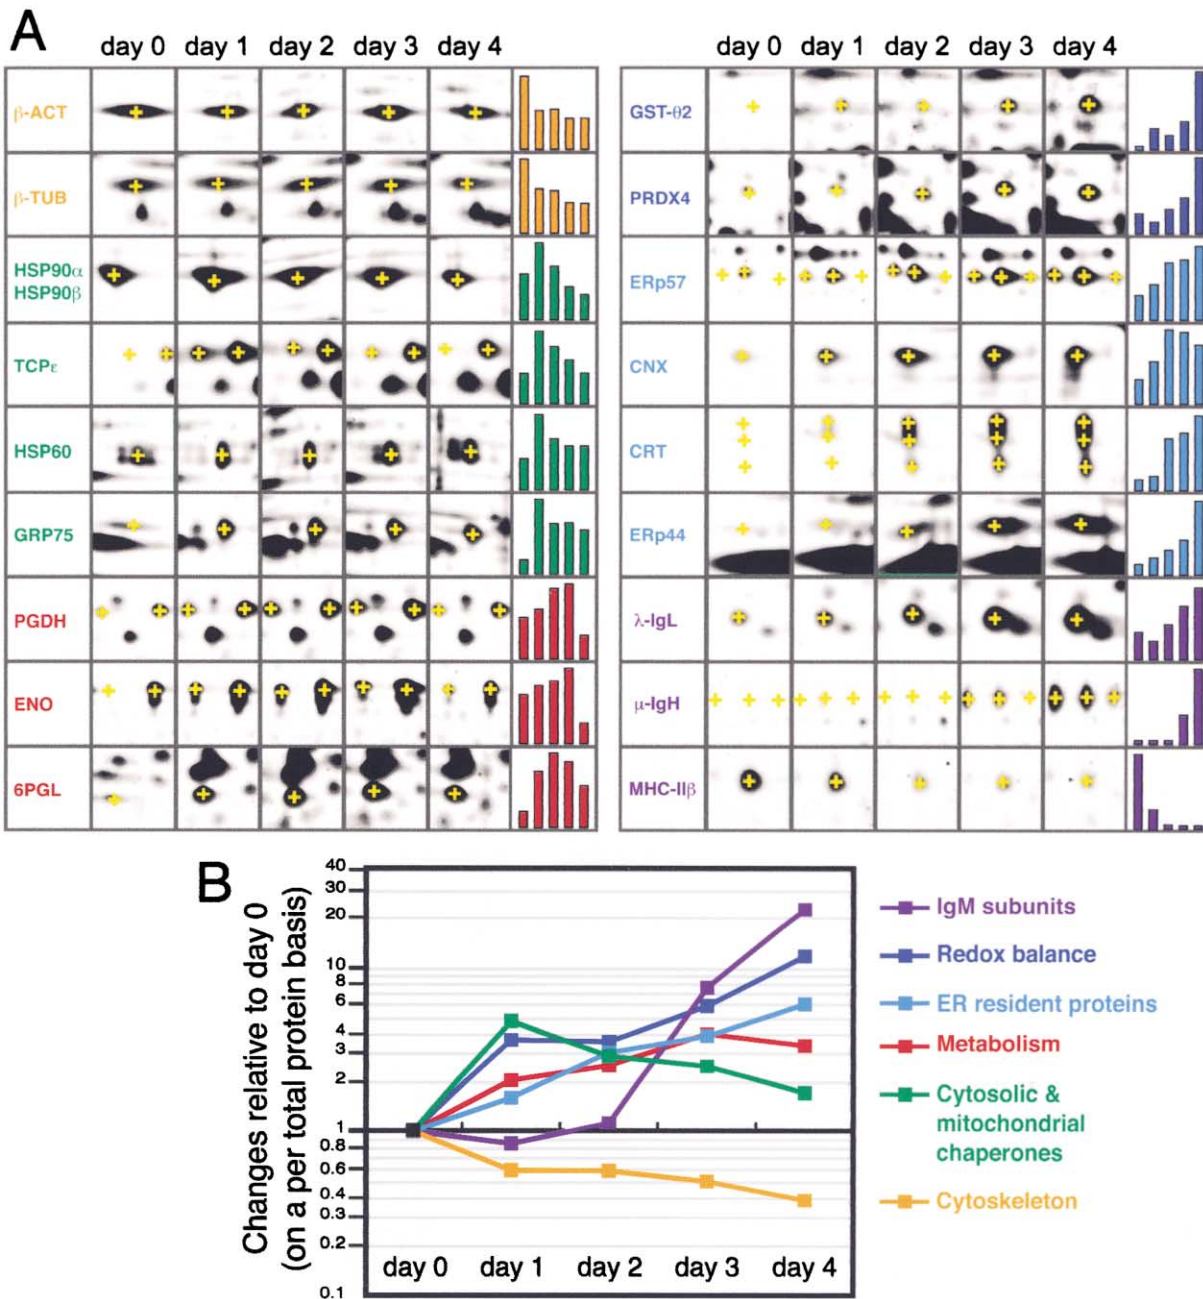 A
day 0 day 1 day 2 day 3 day 4
β-ACT
β-TUB
HSP90α
HSP90β
TCPε
HSP60
GRP75
PGDH
ENO
6PGL
day 0 day 1 day 2 day 3 day 4
GST-θ2
PRDX4
ERp57
CNX
CRT
ERp44
λ-IgL
μ-IgH
MHC-IIβ
B
Changes relative to day 0
(on a per total protein basis)
40
30
20
10
8
6
4
3
2
1
0.8
0.6
0.4
0.3
0.2
0.1
day 0 day 1 day 2 day 3 day 4
IgM subunits
Redox balance
ER resident proteins
Metabolism
Cytosolic &
mitochondrial
chaperones
Cytoskeleton